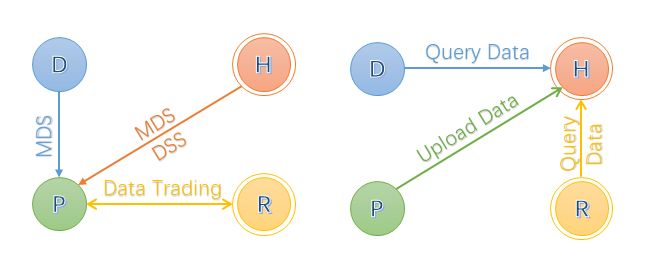 D
H
MDS
MDS
DSS
Data Trading
P
R
D
Query Data
H
Upload Data
Query
Data
P
R